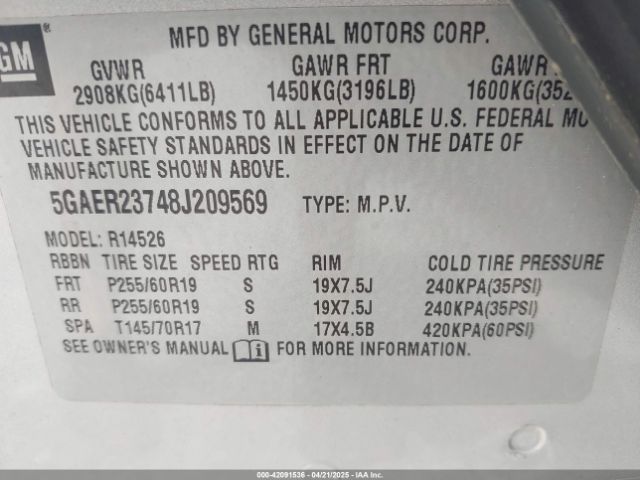 GM
MFD BY GENERAL MOTORS CORP.
GVWR GAWR FRT GAWR
2908KG(6411LB) 1450KG(3196LB) 1600KG(352
THIS VEHICLE CONFORMS TO ALL APPLICABLE U.S. FEDERAL MO
VEHICLE SAFETY STANDARDS IN EFFECT ON THE DATE OF
MANUFACTURE SHOWN ABOVE.
5GAER23748J209569 TYPE: M.P.V.
MODEL: R14526
RBBN TIRE SIZE SPEED RTG RIM COLD TIRE PRESSURE
FRT P255/60R19 S 19X7.5J 240KPA(35PSI)
RR P255/60R19 S 19X7.5J 240KPA(35PSI)
SPA T145/70R17 M 17X4.5B 420KPA(60PSI)
SEE OWNER'S MANUAL i FOR MORE INFORMATION.
000-42091536 - 04/21/2025 - IAAI.COM